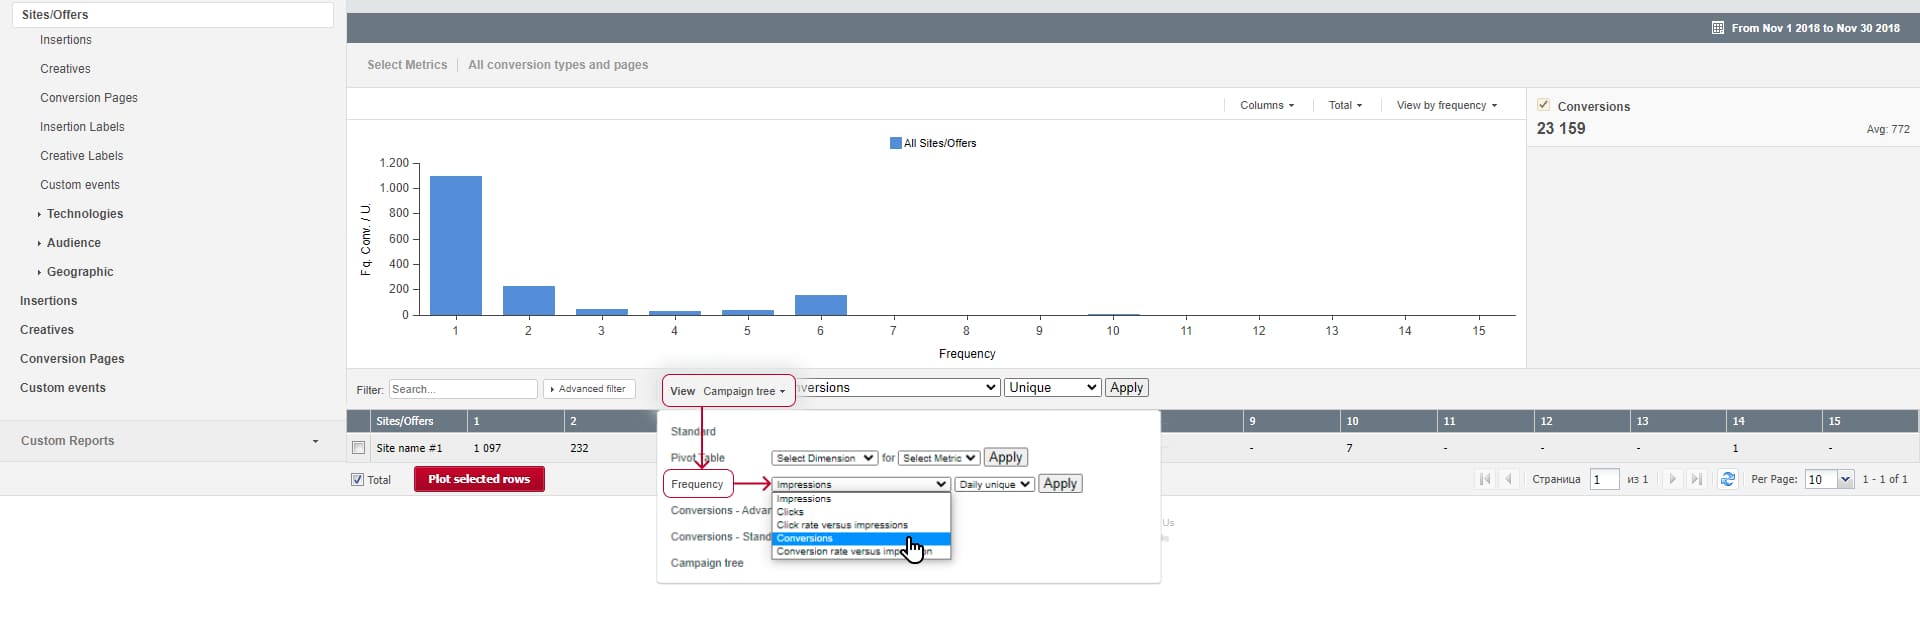 Sites/Offers
Insertions
Creatives
Conversion Pages
Insertion Labels
Creative Labels
Custom events
Technologies
Audience
Geographic
Insertions
Creatives
Conversion Pages
Custom events
Custom Reports
From Nov 1 2018 to Nov 30 2018
Select Metrics All conversion types and pages
Columns Total View by frequency
Conversions
23 159 Avg: 772
All Sites/Offers
Fq. Conv. / U.
1.200
1.000
800
600
400
200
0
1 2 3 4 5 6 7 8 9 10 11 12 13 14 15
Frequency
Filter: Search... Advanced filter View Campaign tree versions Unique Apply
Sites/Offers 1 2 9 10 11 12 13 14 15
Site name #1 1 097 232 - 7 - - - 1 -
Total Plot selected rows
Страница 1 из 1 Per Page: 10 1 - 1 of 1
Standard
Pivot Table Select Dimension for Select Metric Apply
Frequency Impressions Daily unique Apply
Impressions
Clicks
Click rate versus impressions
Conversions
Conversion rate versus imp on
Conversions - Advan
Conversions - Stand
Campaign tree
Us